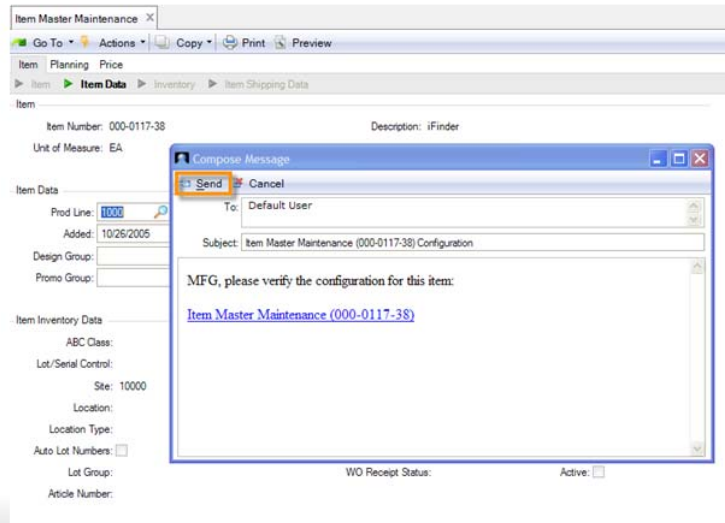 Item Master Maintenance X
Go To Actions Copy Print Preview
Item Planning Price
Item Item Data Inventory Item Shipping Data
Item
Item Number: 000-0117-38 Description: iFinder
Unit of Measure: EA
Compose Message
Send Cancel
To: Default User
Subject: Item Master Maintenance (000-0117-38) Configuration
MFG, please verify the configuration for this item:
Item Master Maintenance (000-0117-38)
Item Data
Prod Line: 1000
Added: 10/26/2005
Design Group:
Promo Group:
Item Inventory Data
ABC Class:
Lot/Serial Control:
Site: 10000
Location:
Location Type:
Auto Lot Numbers:
Lot Group: WO Receipt Status: Active:
Article Number: